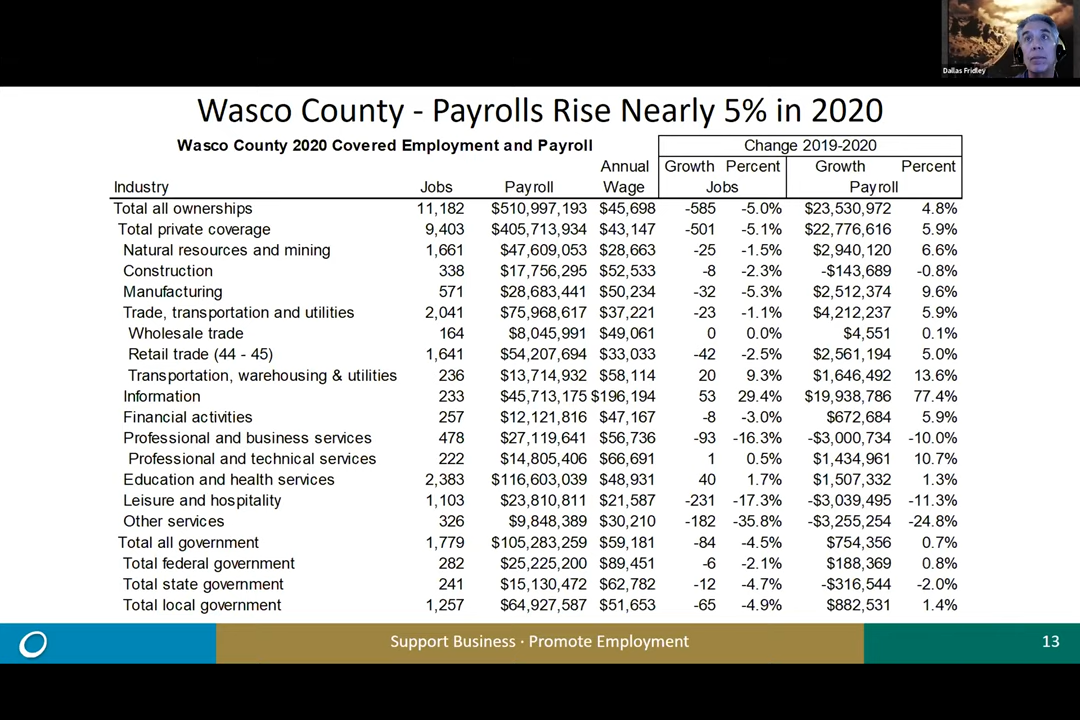 Dallas Fridley
Wasco County - Payrolls Rise Nearly 5% in 2020
Wasco County 2020 Covered Employment and Payroll Change 2019-2020
Annual Growth Percent Growth Percent
Industry Jobs Payroll Wage Jobs Payroll
Total all ownerships 11,182 $510,997,193 $45,698 -585 -5.0% $23,530,972 4.8%
Total private coverage 9,403 $405,713,934 $43,147 -501 -5.1% $22,776,616 5.9%
Natural resources and mining 1,661 $47,609,053 $28,663 -25 -1.5% $2,940,120 6.6%
Construction 338 $17,756,295 $52,533 -8 -2.3% -$143,689 -0.8%
Manufacturing 571 $28,683,441 $50,234 -32 -5.3% $2,512,374 9.6%
Trade, transportation and utilities 2,041 $75,968,617 $37,221 -23 -1.1% $4,212,237 5.9%
Wholesale trade 164 $8,045,991 $49,061 0 0.0% $4,551 0.1%
Retail trade (44 - 45) 1,641 $54,207,694 $33,033 -42 -2.5% $2,561,194 5.0%
Transportation, warehousing & utilities 236 $13,714,932 $58,114 20 9.3% $1,646,492 13.6%
Information 233 $45,713,175 $196,194 53 29.4% $19,938,786 77.4%
Financial activities 257 $12,121,816 $47,167 -8 -3.0% $672,684 5.9%
Professional and business services 478 $27,119,641 $56,736 -93 -16.3% -$3,000,734 -10.0%
Professional and technical services 222 $14,805,406 $66,691 1 0.5% $1,434,961 10.7%
Education and health services 2,383 $116,603,039 $48,931 40 1.7% $1,507,332 1.3%
Leisure and hospitality 1,103 $23,810,811 $21,587 -231 -17.3% -$3,039,495 -11.3%
Other services 326 $9,848,389 $30,210 -182 -35.8% -$3,255,254 -24.8%
Total all government 1,779 $105,283,259 $59,181 -84 -4.5% $754,356 0.7%
Total federal government 282 $25,225,200 $89,451 -6 -2.1% $188,369 0.8%
Total state government 241 $15,130,472 $62,782 -12 -4.7% -$316,544 -2.0%
Total local government 1,257 $64,927,587 $51,653 -65 -4.9% $882,531 1.4%
Support Business · Promote Employment 13